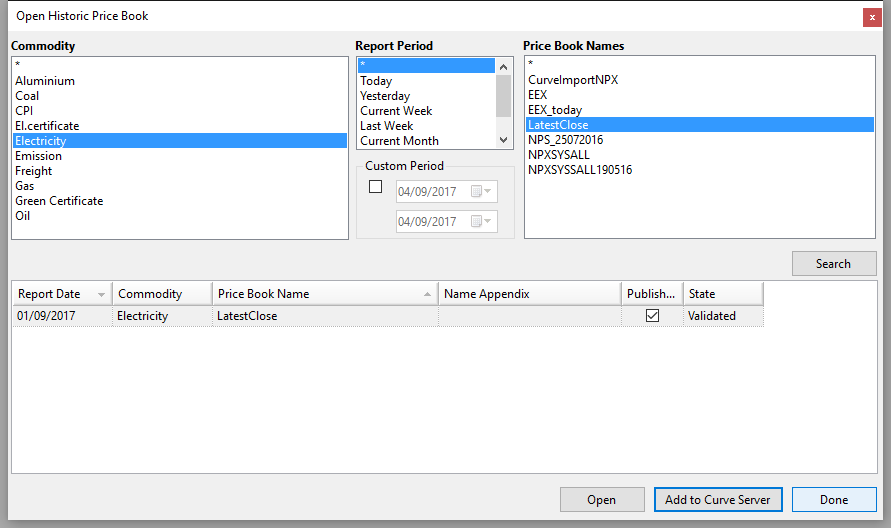 Open Historic Price Book
x
Commodity
*
Aluminium
Coal
CPI
El.certificate
Electricity
Emission
Freight
Gas
Green Certificate
Oil
Report Period
*
Today
Yesterday
Current Week
Last Week
Current Month
Custom Period
04/09/2017
04/09/2017
Price Book Names
*
CurveImportNPX
EEX
EEX_today
LatestClose
NPS_25072016
NPXSYSALL
NPXSYSSALL190516
Search
Report Date Commodity Price Book Name Name Appendix Publish... State
01/09/2017 Electricity LatestClose Validated
Open Add to Curve Server Done